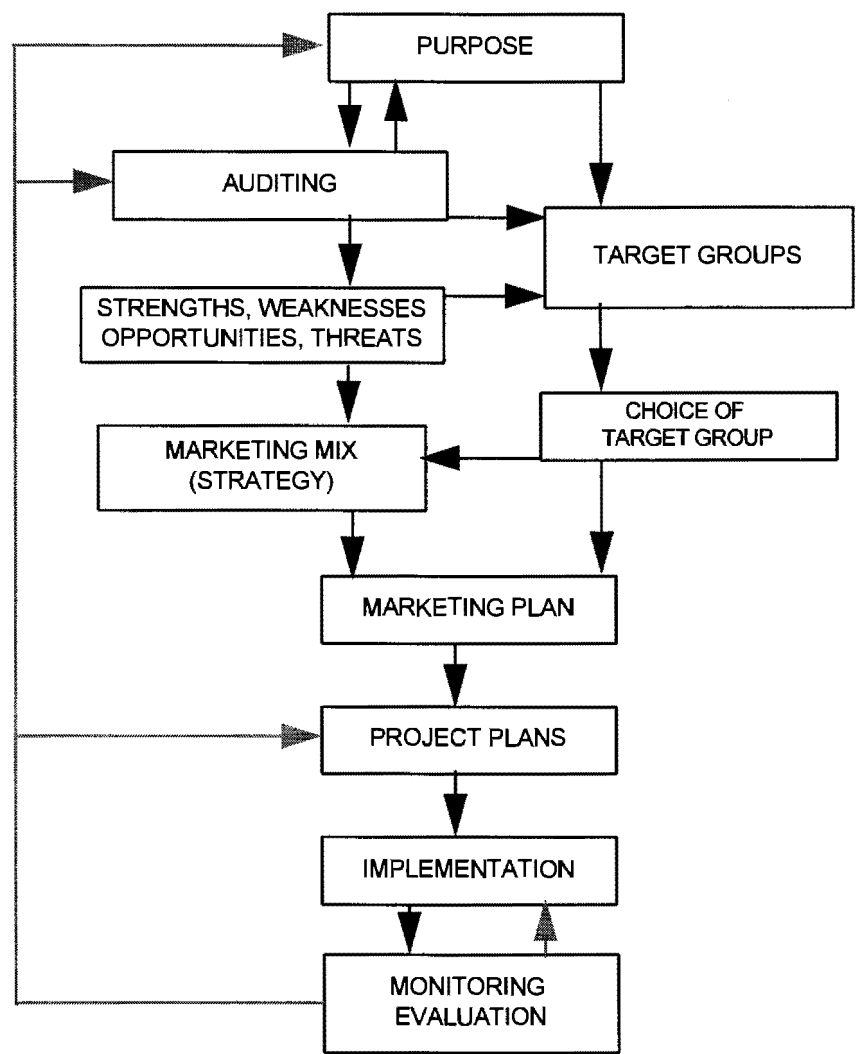 PURPOSE
AUDITING
TARGET GROUPS
STRENGTHS, WEAKNESSES
OPPORTUNITIES, THREATS
CHOICE OF
TARGET GROUP
MARKETING MIX
(STRATEGY)
MARKETING PLAN
PROJECT PLANS
IMPLEMENTATION
MONITORING
EVALUATION